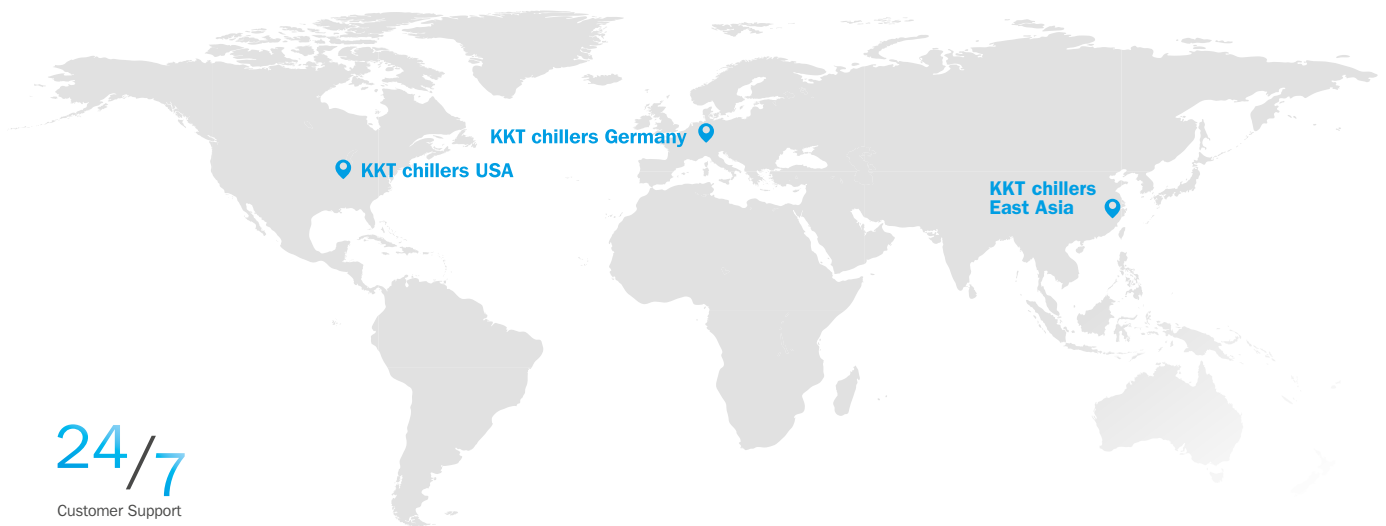 KKT chillers Germany
KKT chillers USA
KKT chillers
East Asia
24/7
Customer Support